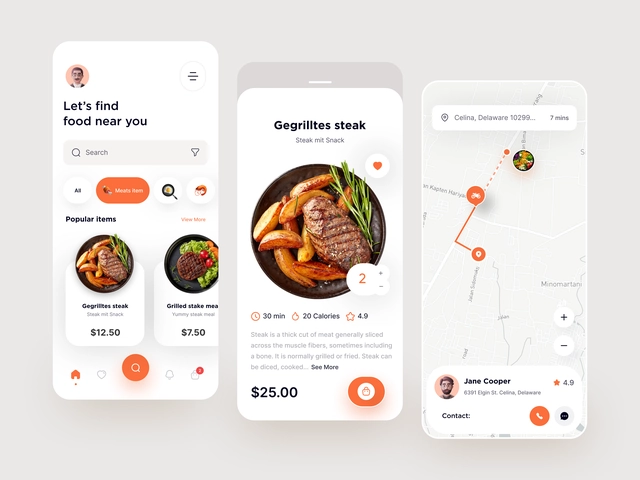 Let's find
food near you
Search
All
Meats item
Popular items
View More
Gegrilltes steak
Steak mit Snack
$12.50
Grilled stake mea
Yummy steak meal
$7.50
Gegrilltes steak
Steak mit Snack
2
+
−
30 min
20 Calories
4.9
Steak is a thick cut of meat generally sliced
across the muscle fibers, sometimes including
a bone. It is normally grilled or fried. Steak can
be diced, cooked... See More
$25.00
Celina, Delaware 10299...
7 mins
an Kapten Hariya
Jalan
Minomartani
+
−
Jane Cooper
4.9
6391 Elgin St. Celina, Delaware
Contact: